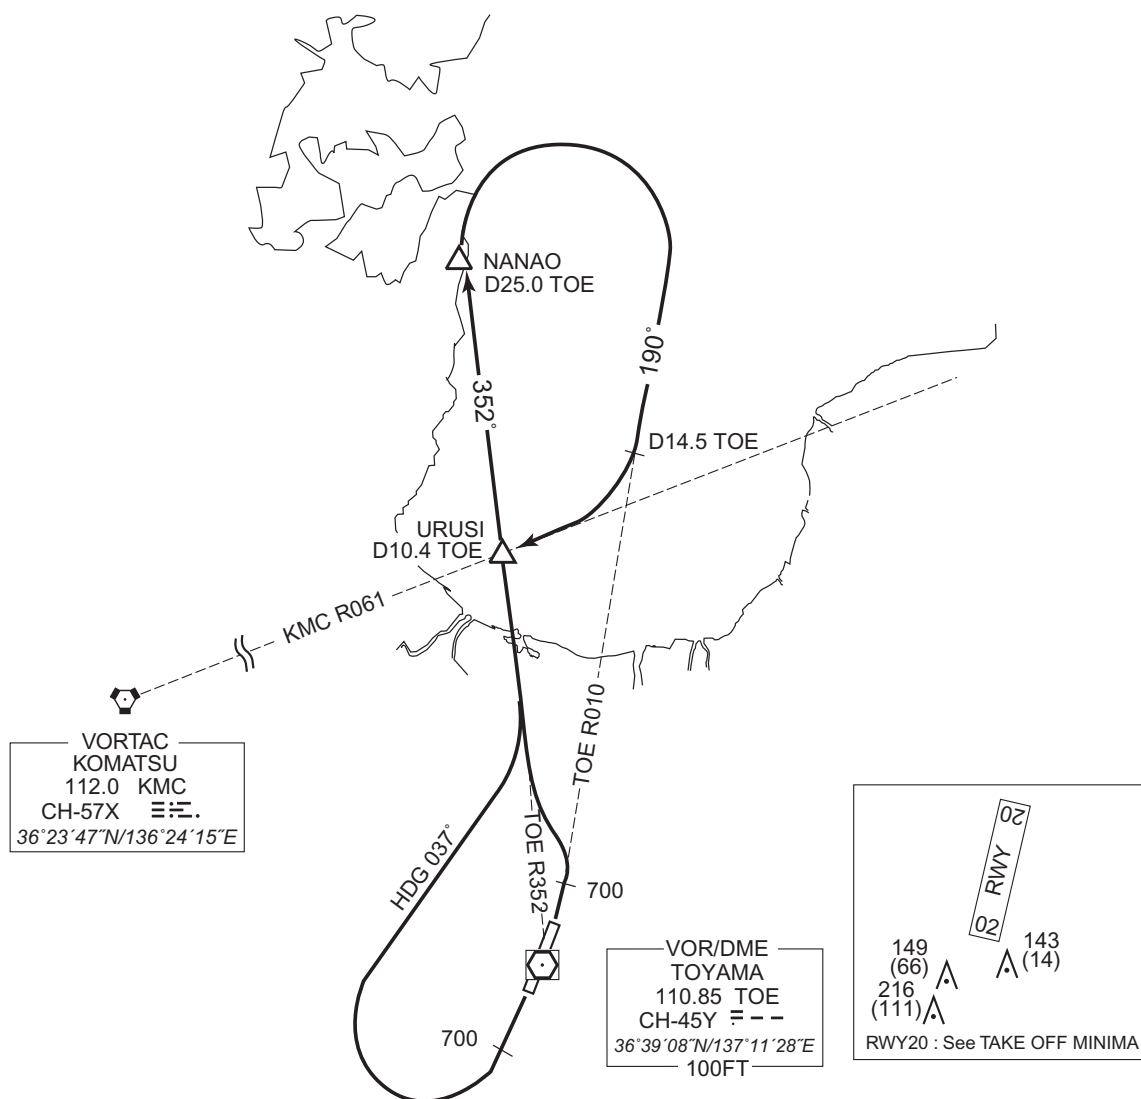 NANAO
D25.0 TOE
190°
352°
D14.5 TOE
URUSI
D10.4 TOE
KMC R061
TOE R010
VORTAC
KOMATSU
112.0 KMC
CH-57X
36°23´47˝N/136°24´15˝E
HDG 037°
TOE R352
700
700
VOR/DME
TOYAMA
110.85 TOE
CH-45Y
36°39´08˝N/137°11´28˝E
100FT
20
RWY
02
149
(66)
143
(14)
216
(111)
RWY20 : See TAKE OFF MINIMA